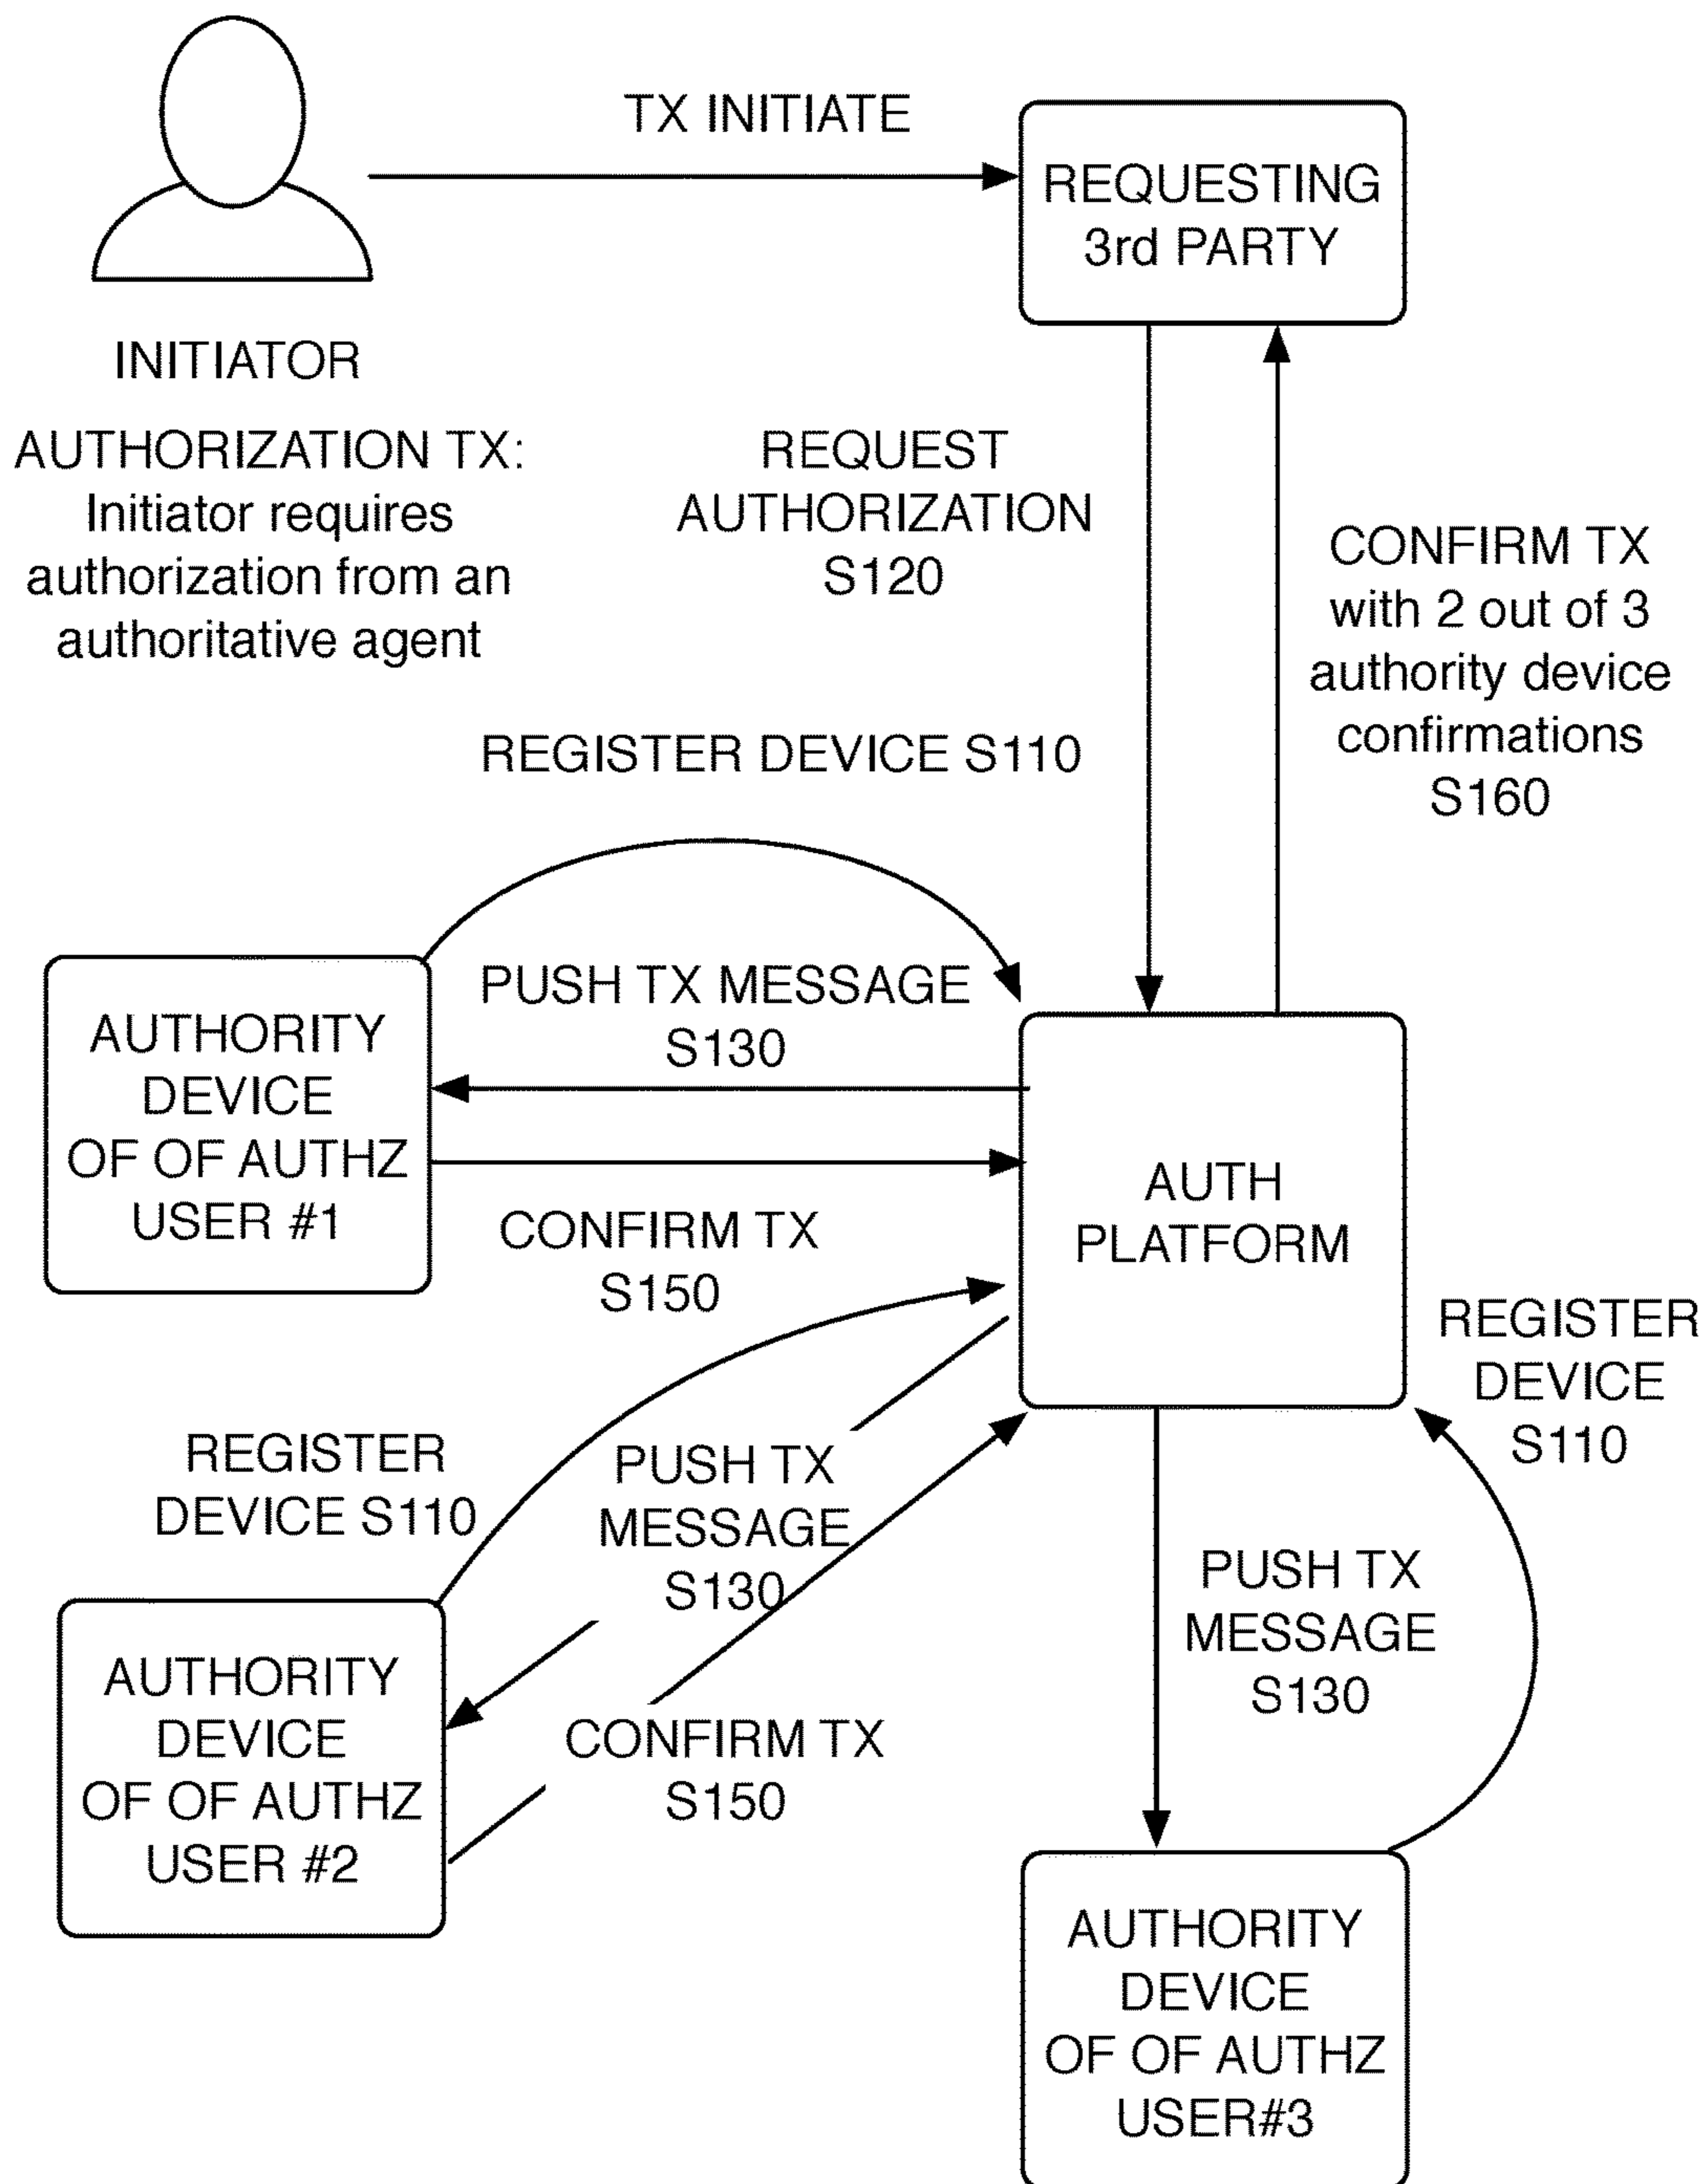 TX INITIATE
REQUESTING
3rd PARTY
INITIATOR
AUTHORIZATION TX:
Initiator requires
authorization from an
authoritative agent
REQUEST
AUTHORIZATION
S120
CONFIRM TX
with 2 out of 3
authority device
confirmations
S160
REGISTER DEVICE S110
AUTHORITY
DEVICE
OF OF AUTHZ
USER #1
PUSH TX MESSAGE
S130
CONFIRM TX
S150
AUTH
PLATFORM
REGISTER
DEVICE
S110
REGISTER
DEVICE S110
PUSH TX
MESSAGE
S130
CONFIRM TX
S150
AUTHORITY
DEVICE
OF OF AUTHZ
USER #2
PUSH TX
MESSAGE
S130
AUTHORITY
DEVICE
OF OF AUTHZ
USER#3